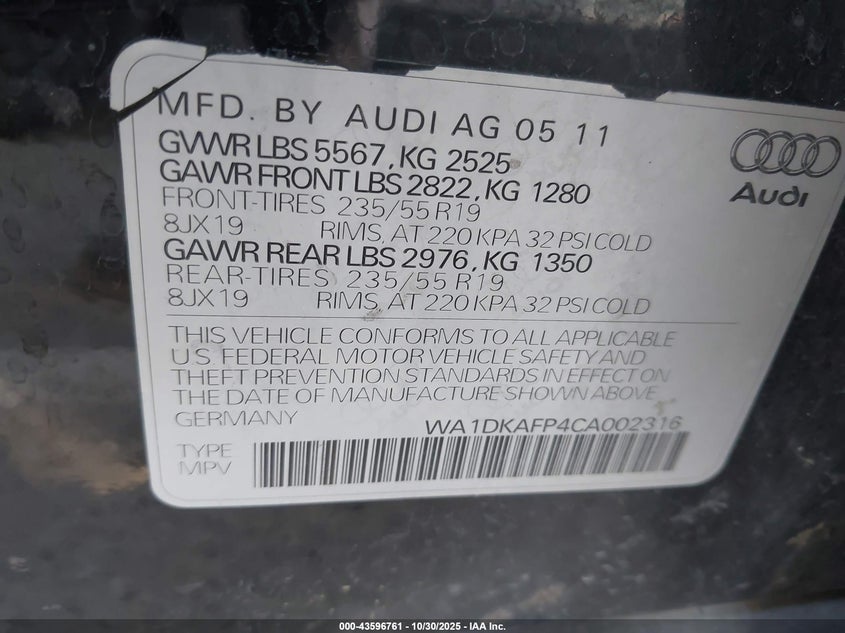 MFD. BY AUDI AG 05 11
GVWR LBS 5567, KG 2525
GAWR FRONT LBS 2822, KG 1280
FRONT-TIRES 235/55 R19
8JX19 RIMS, AT 220 KPA 32 PSI COLD
GAWR REAR LBS 2976, KG 1350
REAR-TIRES 235/55 R19
8JX19 RIMS, AT 220 KPA 32 PSI COLD
Audi
THIS VEHICLE CONFORMS TO ALL APPLICABLE
U.S. FEDERAL MOTOR VEHICLE SAFETY AND
THEFT PREVENTION STANDARDS IN EFFECT ON
THE DATE OF MANUFACTURE SHOWN ABOVE.
GERMANY WA1DKAFP4CA002316
TYPE
MPV
000-43596761 | 10/30/2025 - IAA Inc.